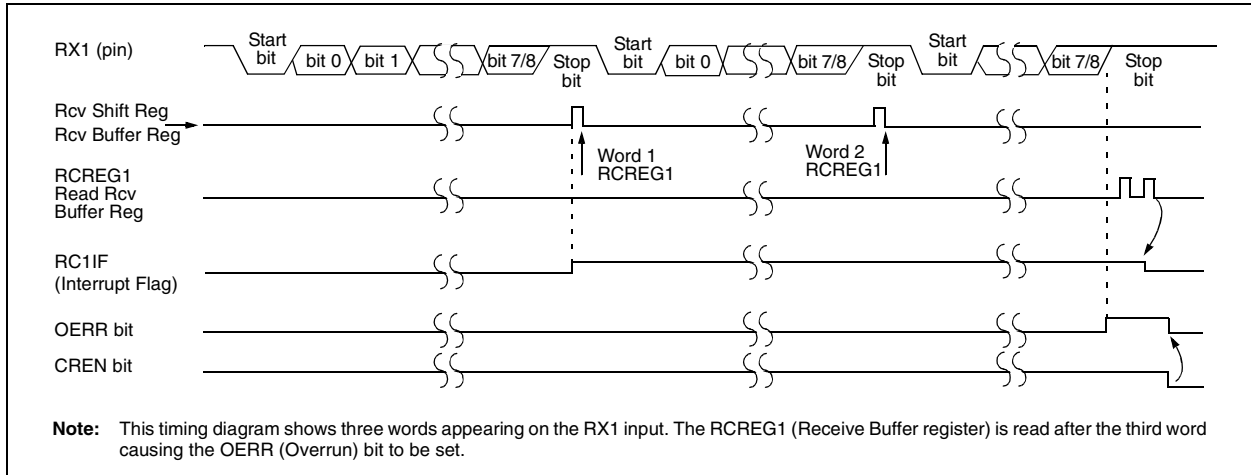 RX1 (pin)
Start
bit
bit 0
bit 1
bit 7/8
Stop
bit
Start
bit
bit 0
bit 7/8
Stop
bit
Start
bit
bit 7/8
Stop
bit
Rcv Shift Reg
Rcv Buffer Reg
Word 1
RCREG1
Word 2
RCREG1
RCREG1
Read Rcv
Buffer Reg
RC1IF
(Interrupt Flag)
OERR bit
CREN bit
Note: This timing diagram shows three words appearing on the RX1 input. The RCREG1 (Receive Buffer register) is read after the third word
causing the OERR (Overrun) bit to be set.